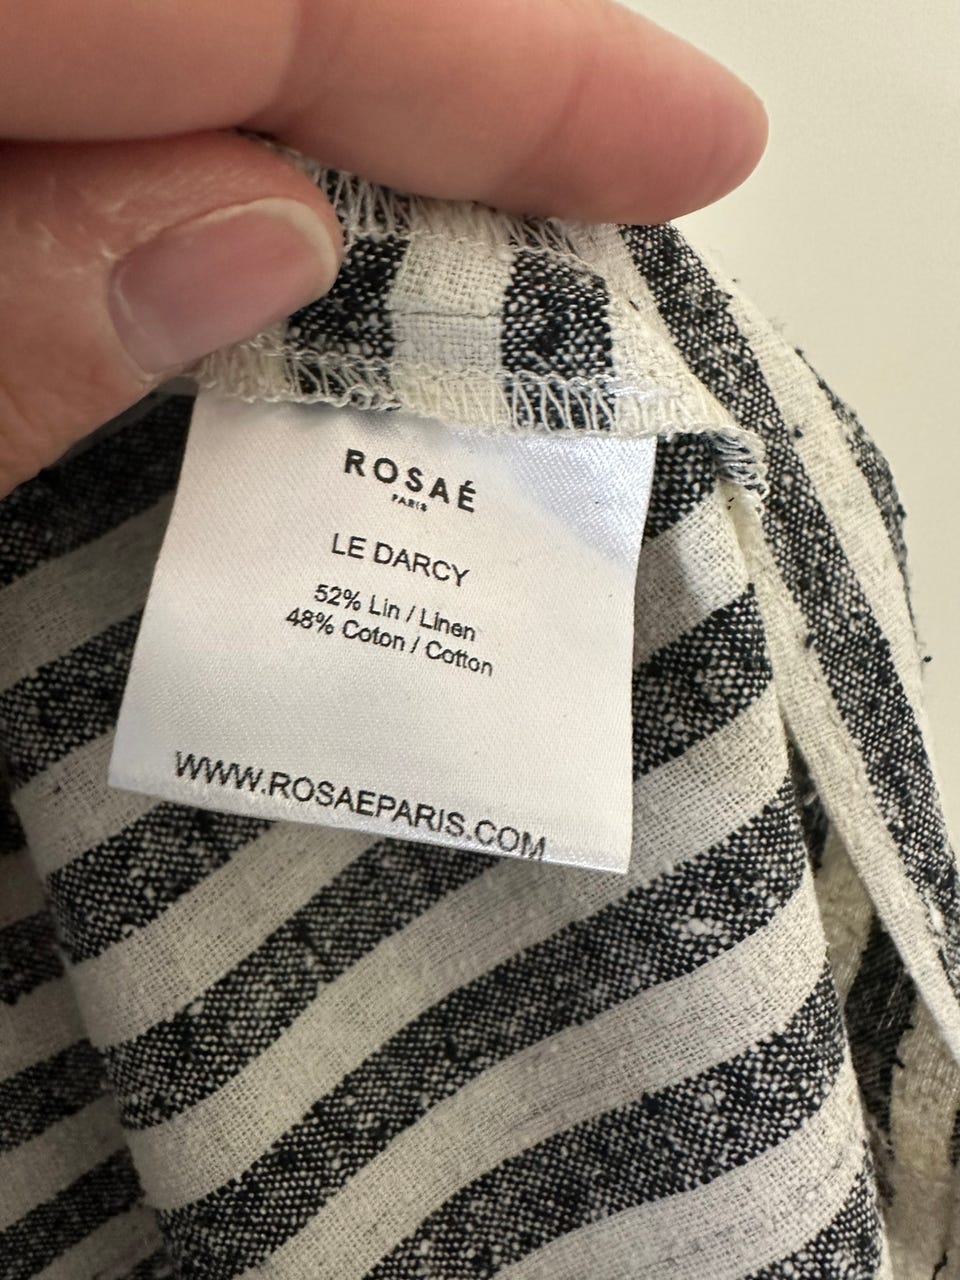 ROSAÉ
PARIS
LE DARCY
52% Lin / Linen
48% Coton / Cotton
WWW.ROSAEPARIS.COM